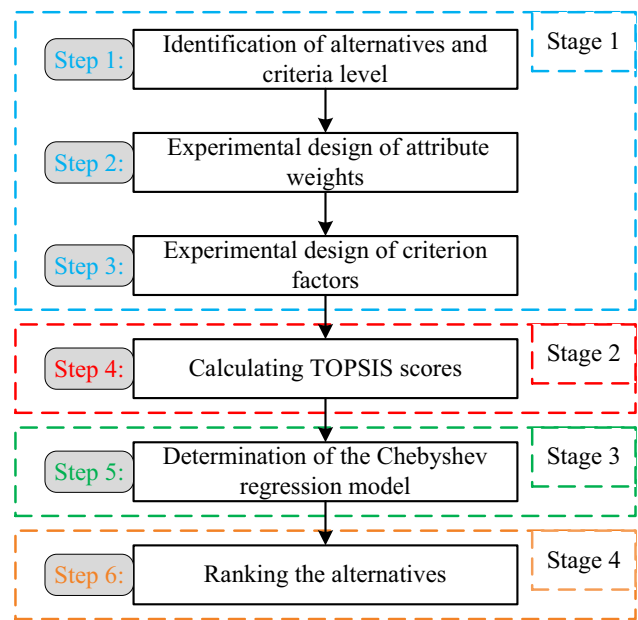 Stage 1
Step 1:
Identification of alternatives and
criteria level
Step 2:
Experimental design of attribute
weights
Step 3:
Experimental design of criterion
factors
Stage 2
Step 4:
Calculating TOPSIS scores
Stage 3
Step 5:
Determination of the Chebyshev
regression model
Stage 4
Step 6:
Ranking the alternatives